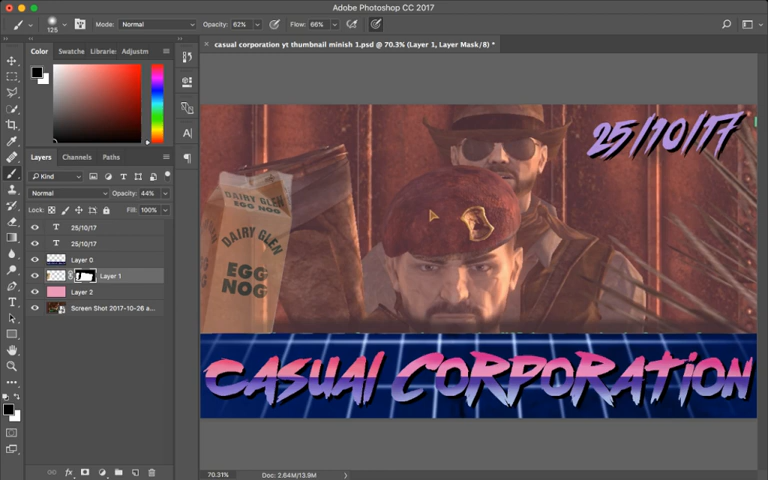 Adobe Photoshop CC 2017
125 Mode: Normal Opacity: 62% Flow: 66%
casual corporation yt thumbnail minish 1.psd @ 70.3% (Layer 1, Layer Mask/8) *
Color Swatche Librarie: Adjustm
Layers Channels Paths
Kind
Normal Opacity: 44%
Lock: Fill: 100%
T 25/10/17
T 25/10/17
Layer 0
Layer 1
Layer 2
Screen Shot 2017-10-26 a...
25/10/17
DAIRY GLEN
EGG NOG
DAIRY GLEN
EGG
NOG
CASUAL CORPORATION
70.31% Doc: 2.64M/13.9M